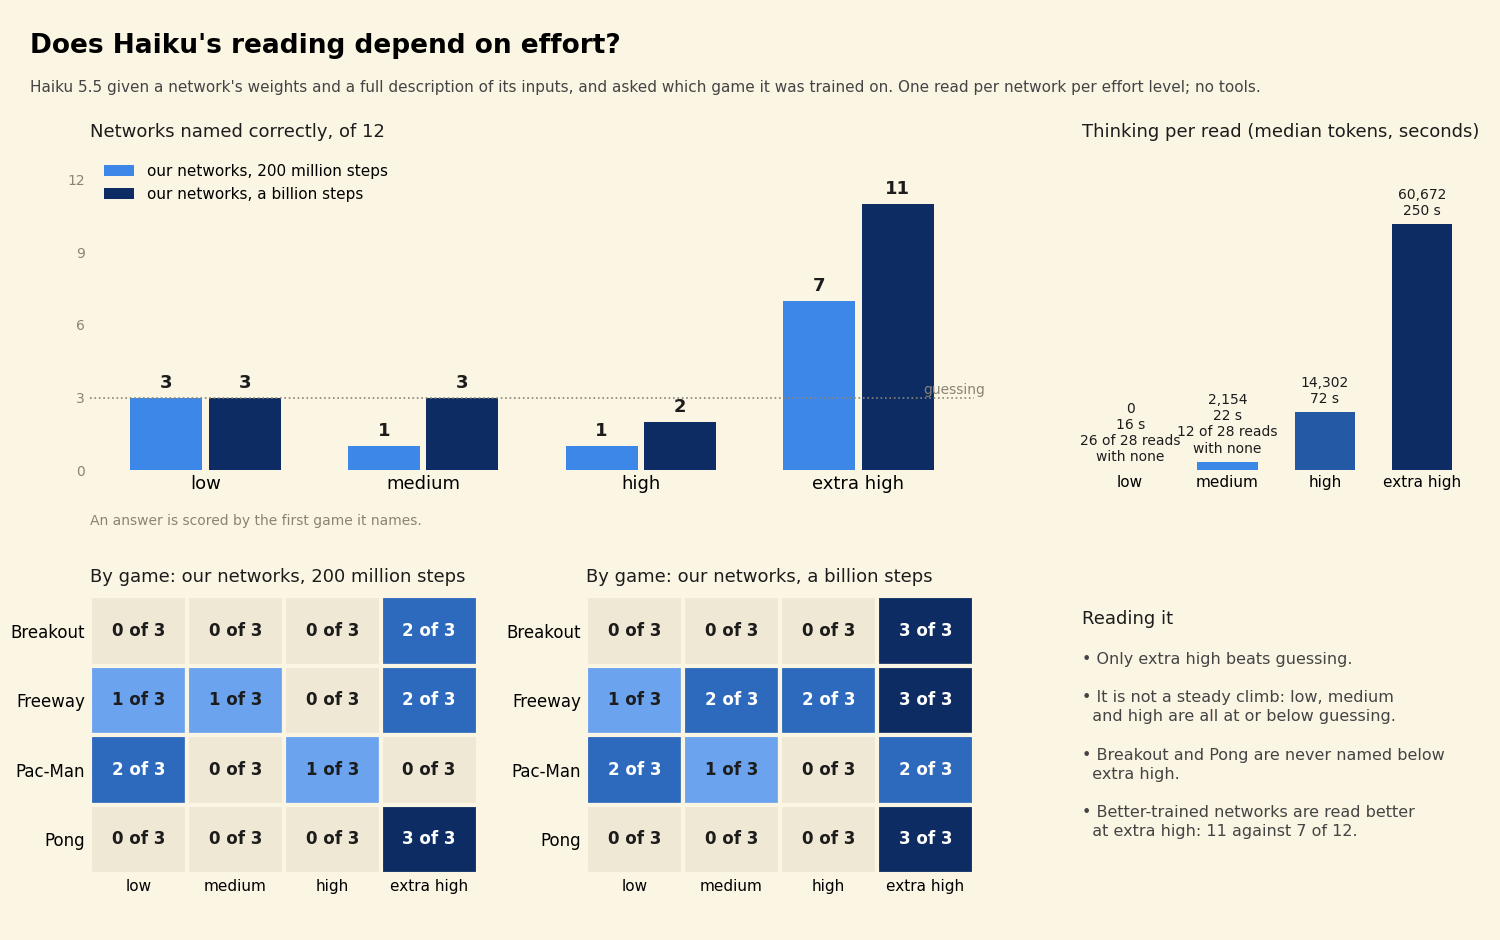 Does Haiku's reading depend on effort?
Haiku 5.5 given a network's weights and a full description of its inputs, and asked which game it was trained on. One read per network per effort level; no tools.
Networks named correctly, of 12
our networks, 200 million steps
our networks, a billion steps
12
9
6
3
0
3
3
1
3
1
2
7
11
guessing
low
medium
high
extra high
An answer is scored by the first game it names.
Thinking per read (median tokens, seconds)
0
16 s
26 of 28 reads
with none
2,154
22 s
12 of 28 reads
with none
14,302
72 s
60,672
250 s
low
medium
high
extra high
By game: our networks, 200 million steps
Breakout 0 of 3 0 of 3 0 of 3 2 of 3
Freeway 1 of 3 1 of 3 0 of 3 2 of 3
Pac-Man 2 of 3 0 of 3 1 of 3 0 of 3
Pong 0 of 3 0 of 3 0 of 3 3 of 3
low medium high extra high
By game: our networks, a billion steps
Breakout 0 of 3 0 of 3 0 of 3 3 of 3
Freeway 1 of 3 2 of 3 2 of 3 3 of 3
Pac-Man 2 of 3 1 of 3 0 of 3 2 of 3
Pong 0 of 3 0 of 3 0 of 3 3 of 3
low medium high extra high
Reading it
• Only extra high beats guessing.
• It is not a steady climb: low, medium
and high are all at or below guessing.
• Breakout and Pong are never named below
extra high.
• Better-trained networks are read better
at extra high: 11 against 7 of 12.